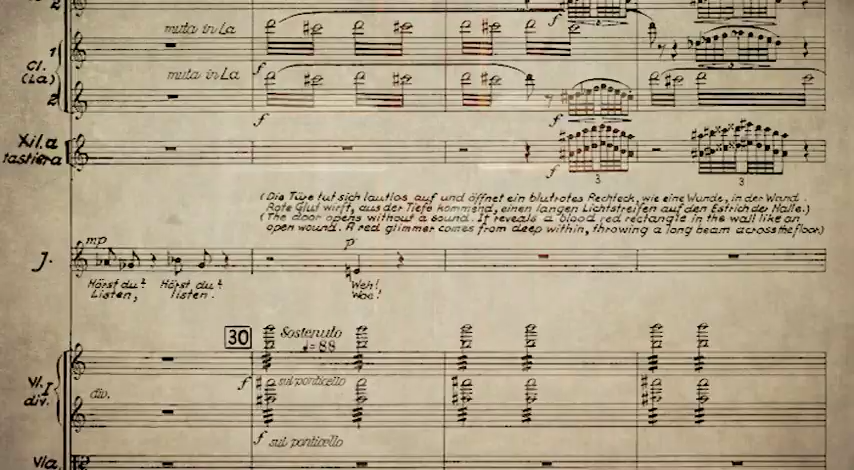 2
muta in La
f
1
Cl.
(La)
muta in La
f
2
f
f
Xil. a
tastiera
f
3
3
(Die Türe tut sich lautlos auf und öffnet ein blutrotes Rechteck, wie eine Wunde, in der Wand.
Rote Glut wirft, aus der Tiefe kommend, einen langen Lichtstreifen auf den Estrich der Halle.)
(The door opens without a sound. It reveals a blood red rectangle in the wall like an
open wound. A red glimmer comes from deep within, throwing a long beam across the floor.)
mp
p
J.
Hörst du? Hörst du? Weh!
Listen, listen. Woe!
30
Sostenuto
♩=88
f
sul ponticello
Vl. I
div.
div.
f sul ponticello
Vla